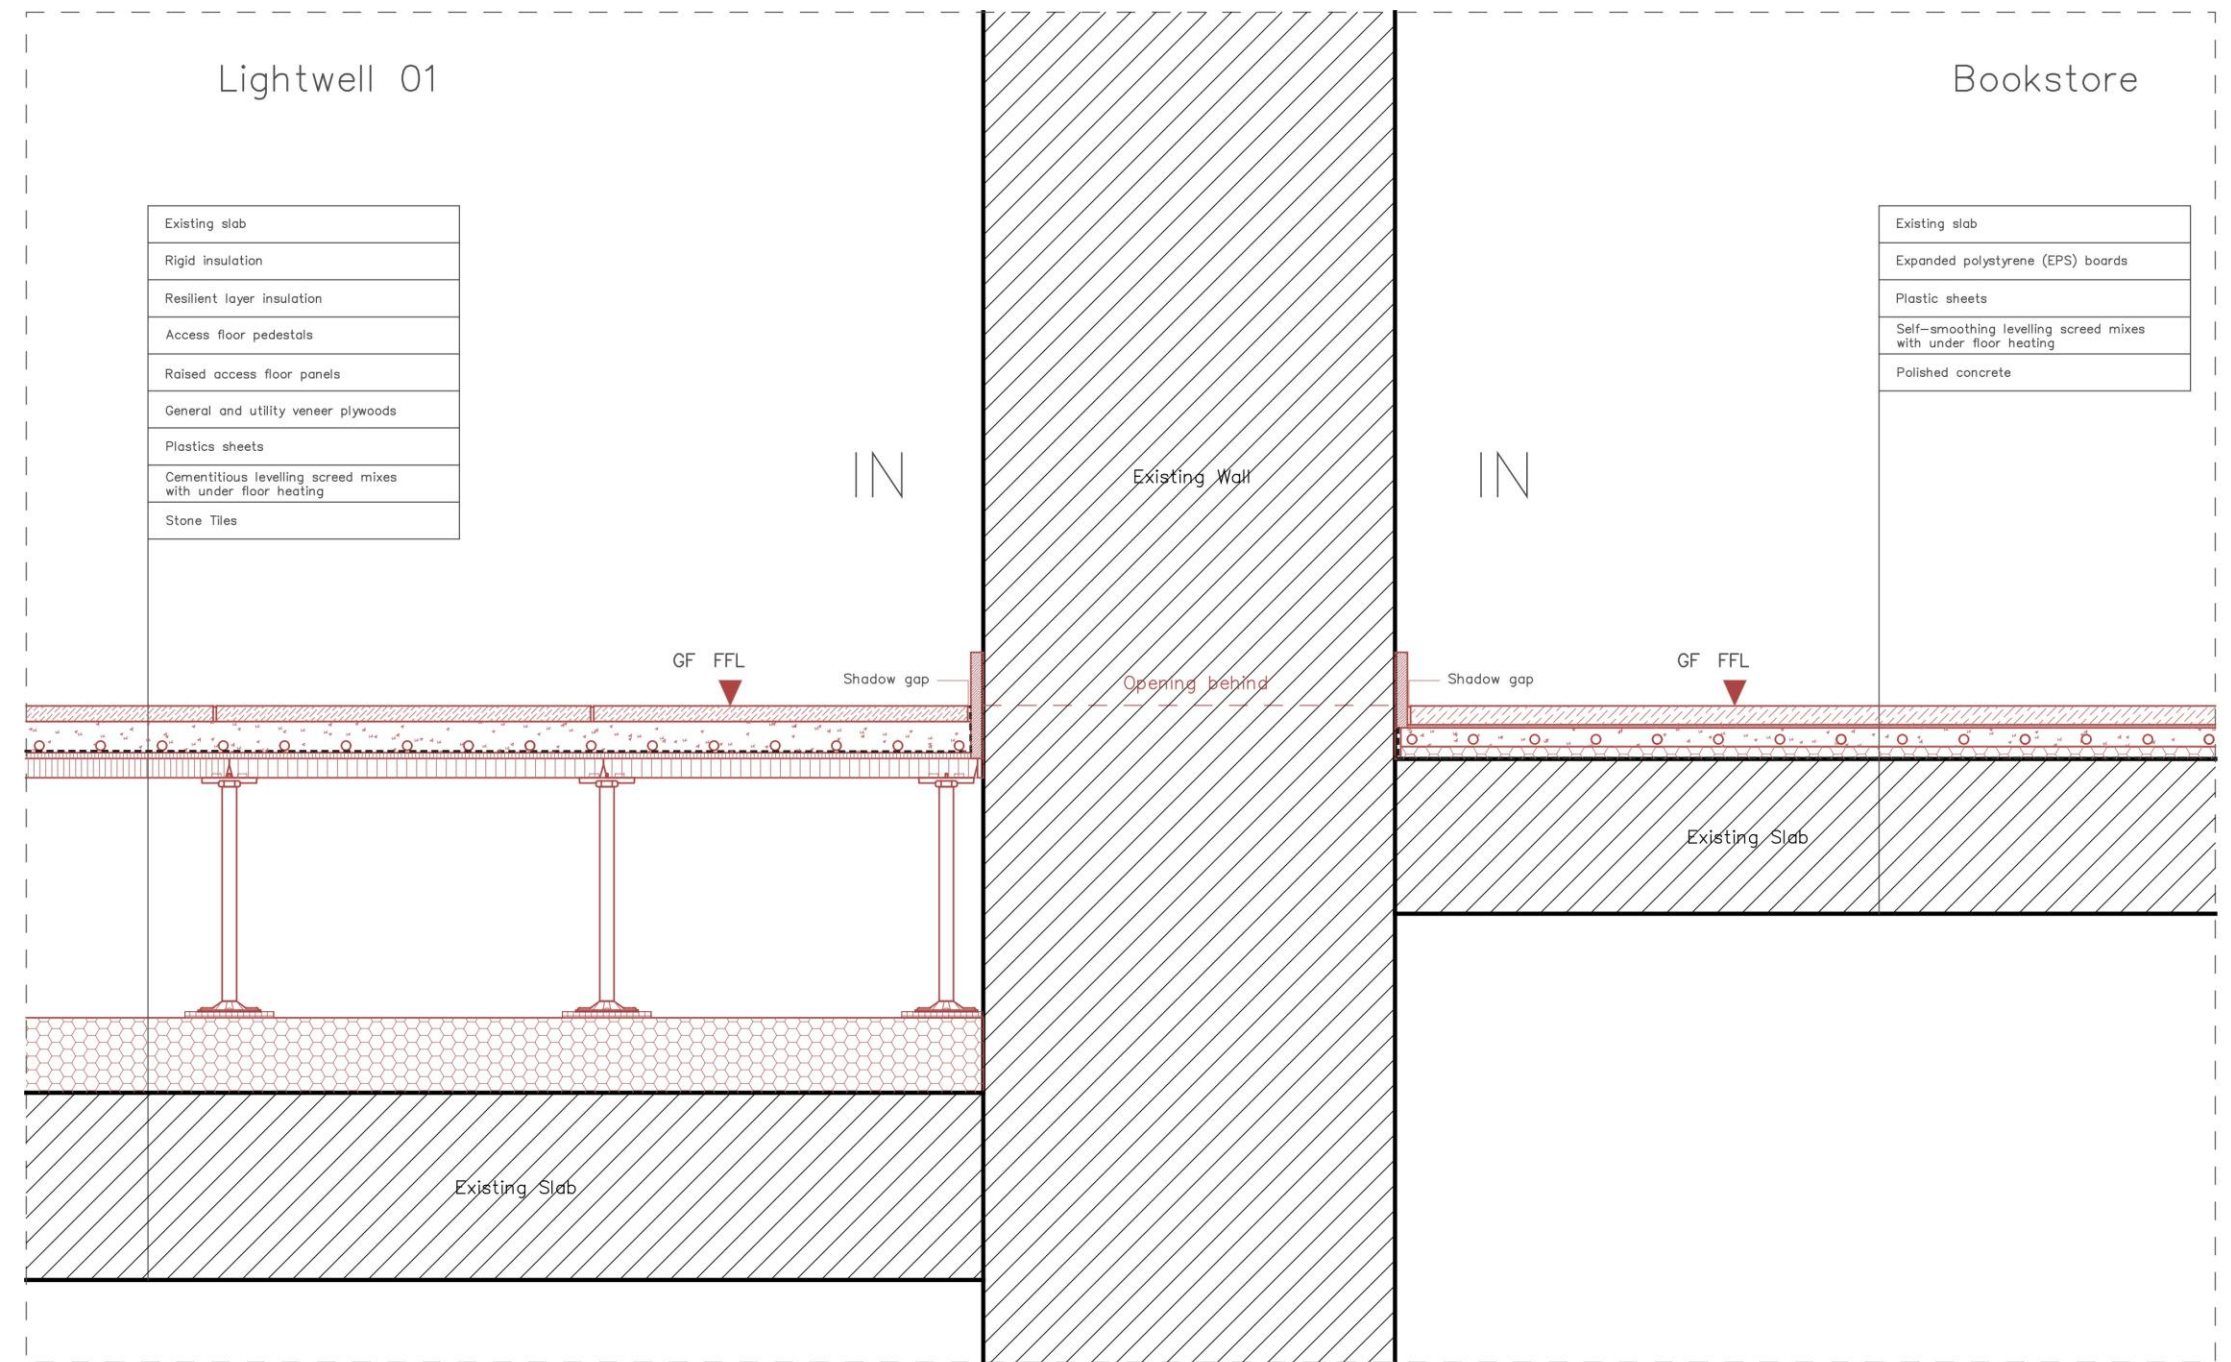 Lightwell 01
Bookstore
Existing slab
Rigid insulation
Resilient layer insulation
Access floor pedestals
Raised access floor panels
General and utility veneer plywoods
Plastics sheets
Cementitious levelling screed mixes
with under floor heating
Stone Tiles
Existing slab
Expanded polystyrene (EPS) boards
Plastic sheets
Self-smoothing levelling screed mixes
with under floor heating
Polished concrete
IN
Existing Wall
IN
GF FFL
Shadow gap
Opening behind
GF FFL
Shadow gap
Existing Slab
Existing Slab